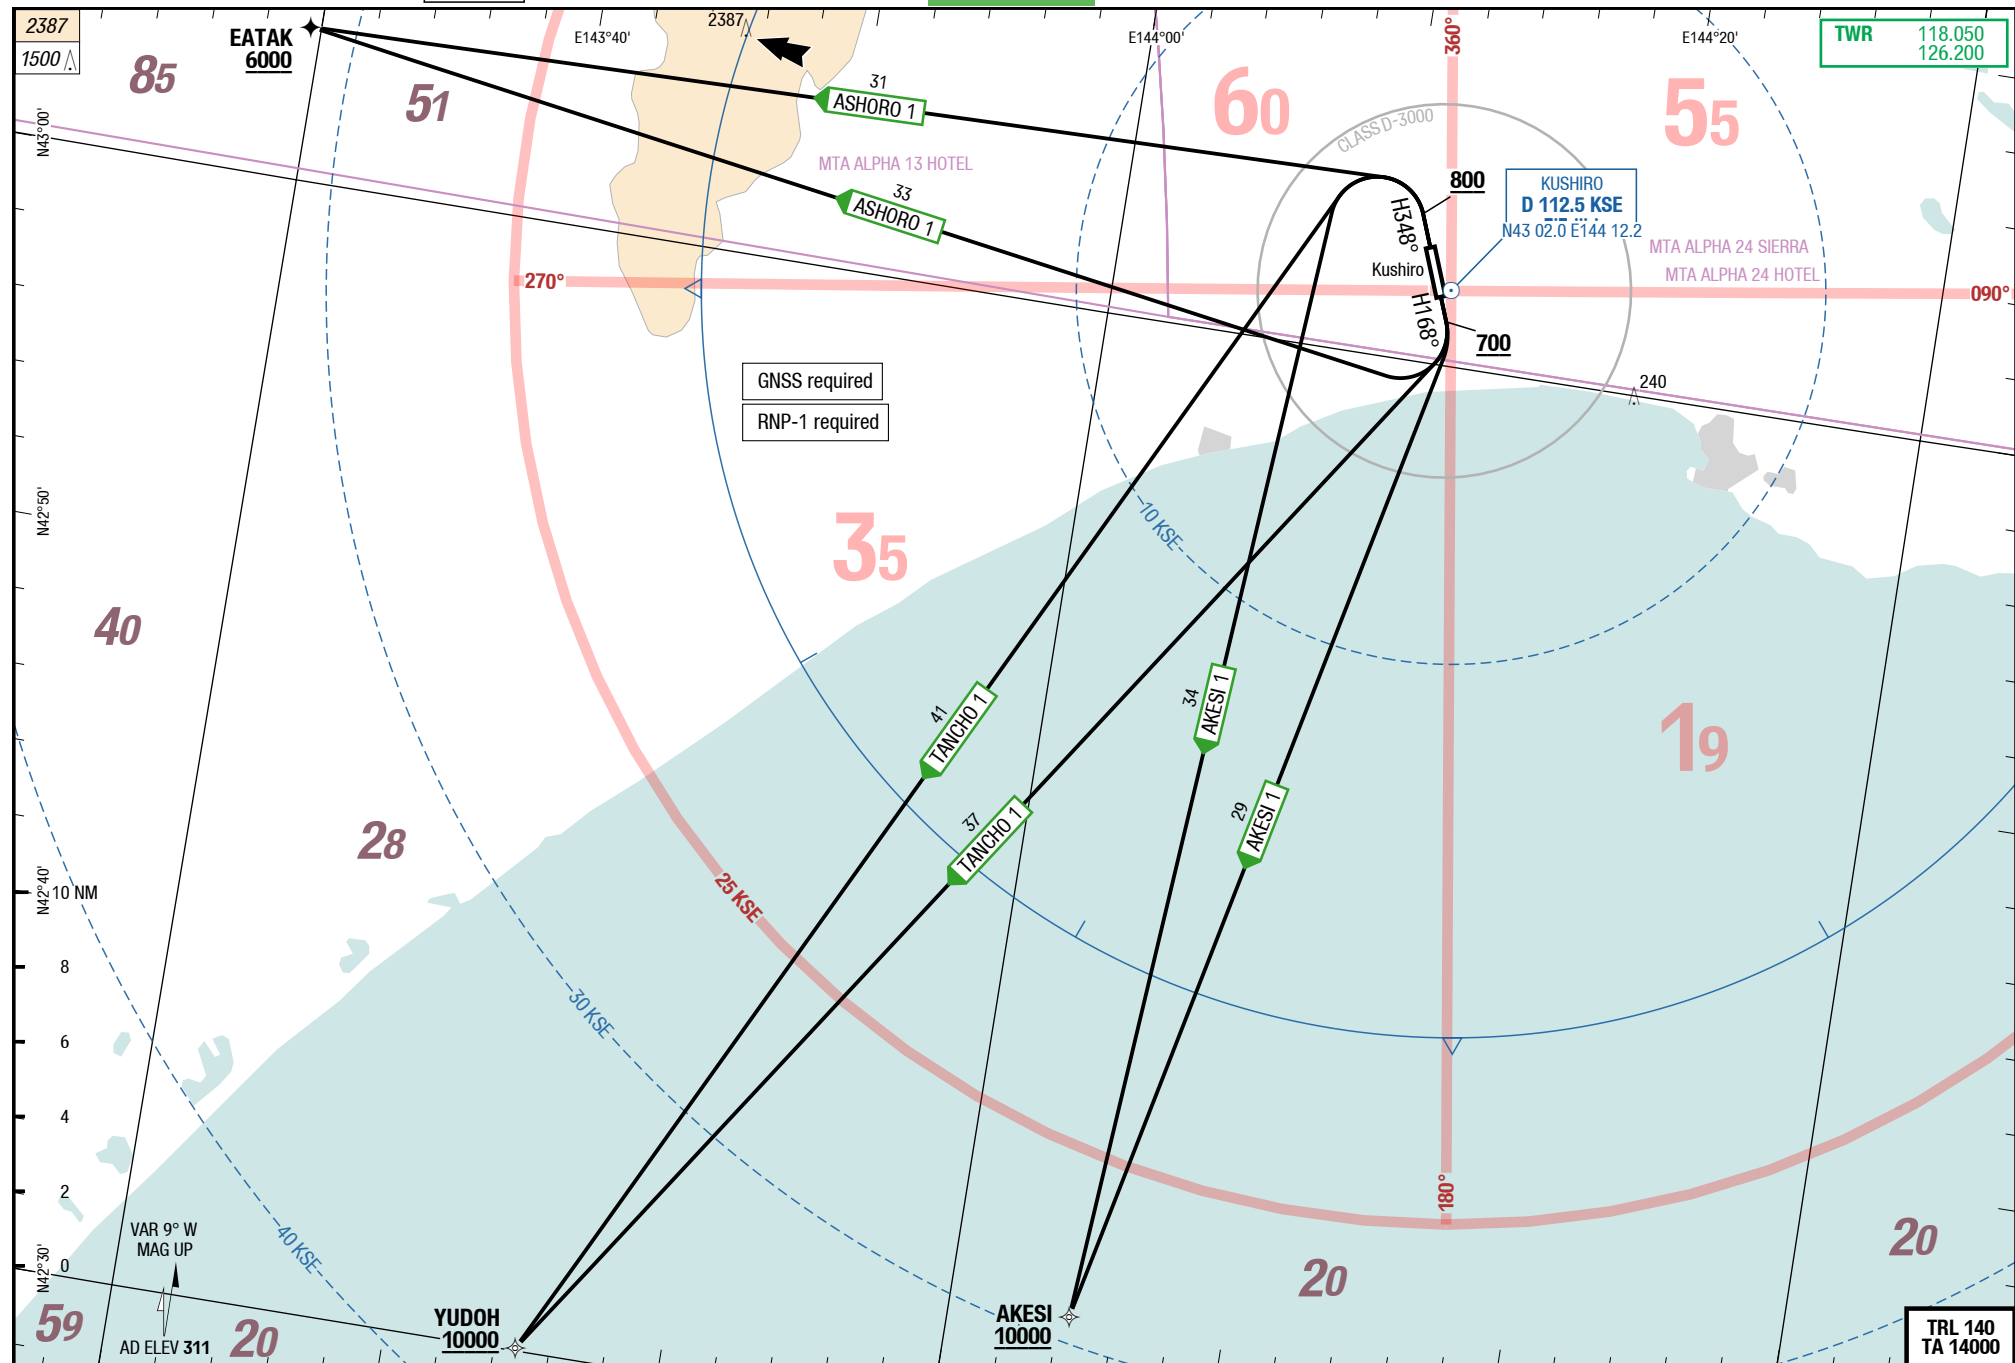 2387
1500
EATAK
6000
85
51
E143°40'
2387
E144°00'
360°
E144°20'
TWR 118.050
126.200
60
55
31
ASHORO 1
CLASS D-3000
N43°00'
MTA ALPHA 13 HOTEL
33
ASHORO 1
800
KUSHIRO
D 112.5 KSE
N43 02.0 E144 12.2
H348°
MTA ALPHA 24 SIERRA
MTA ALPHA 24 HOTEL
Kushiro
270°
090°
H168°
700
GNSS required
RNP-1 required
240
N42°50'
10 KSE
35
40
41
TANCHO 1
34
AKESI 1
19
37
TANCHO 1
29
AKESI 1
28
25 KSE
N42°40'
10 NM
8
30 KSE
6
4
2
180°
VAR 9° W
MAG UP
40 KSE
20
N42°30'
0
20
59
20
AD ELEV 311
YUDOH
10000
AKESI
10000
TRL 140
TA 14000